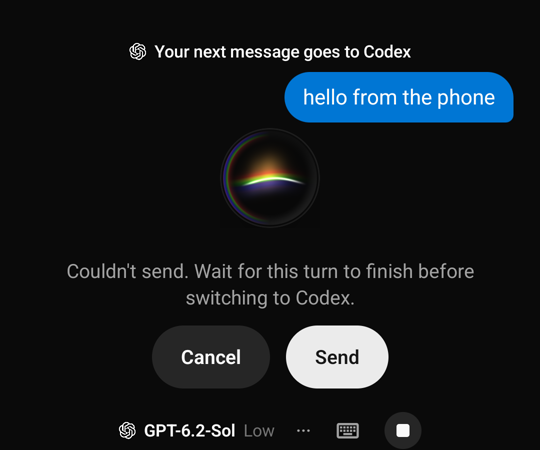 Your next message goes to Codex
hello from the phone
Couldn't send. Wait for this turn to finish before
switching to Codex.
Cancel
Send
GPT-6.2-Sol Low ...